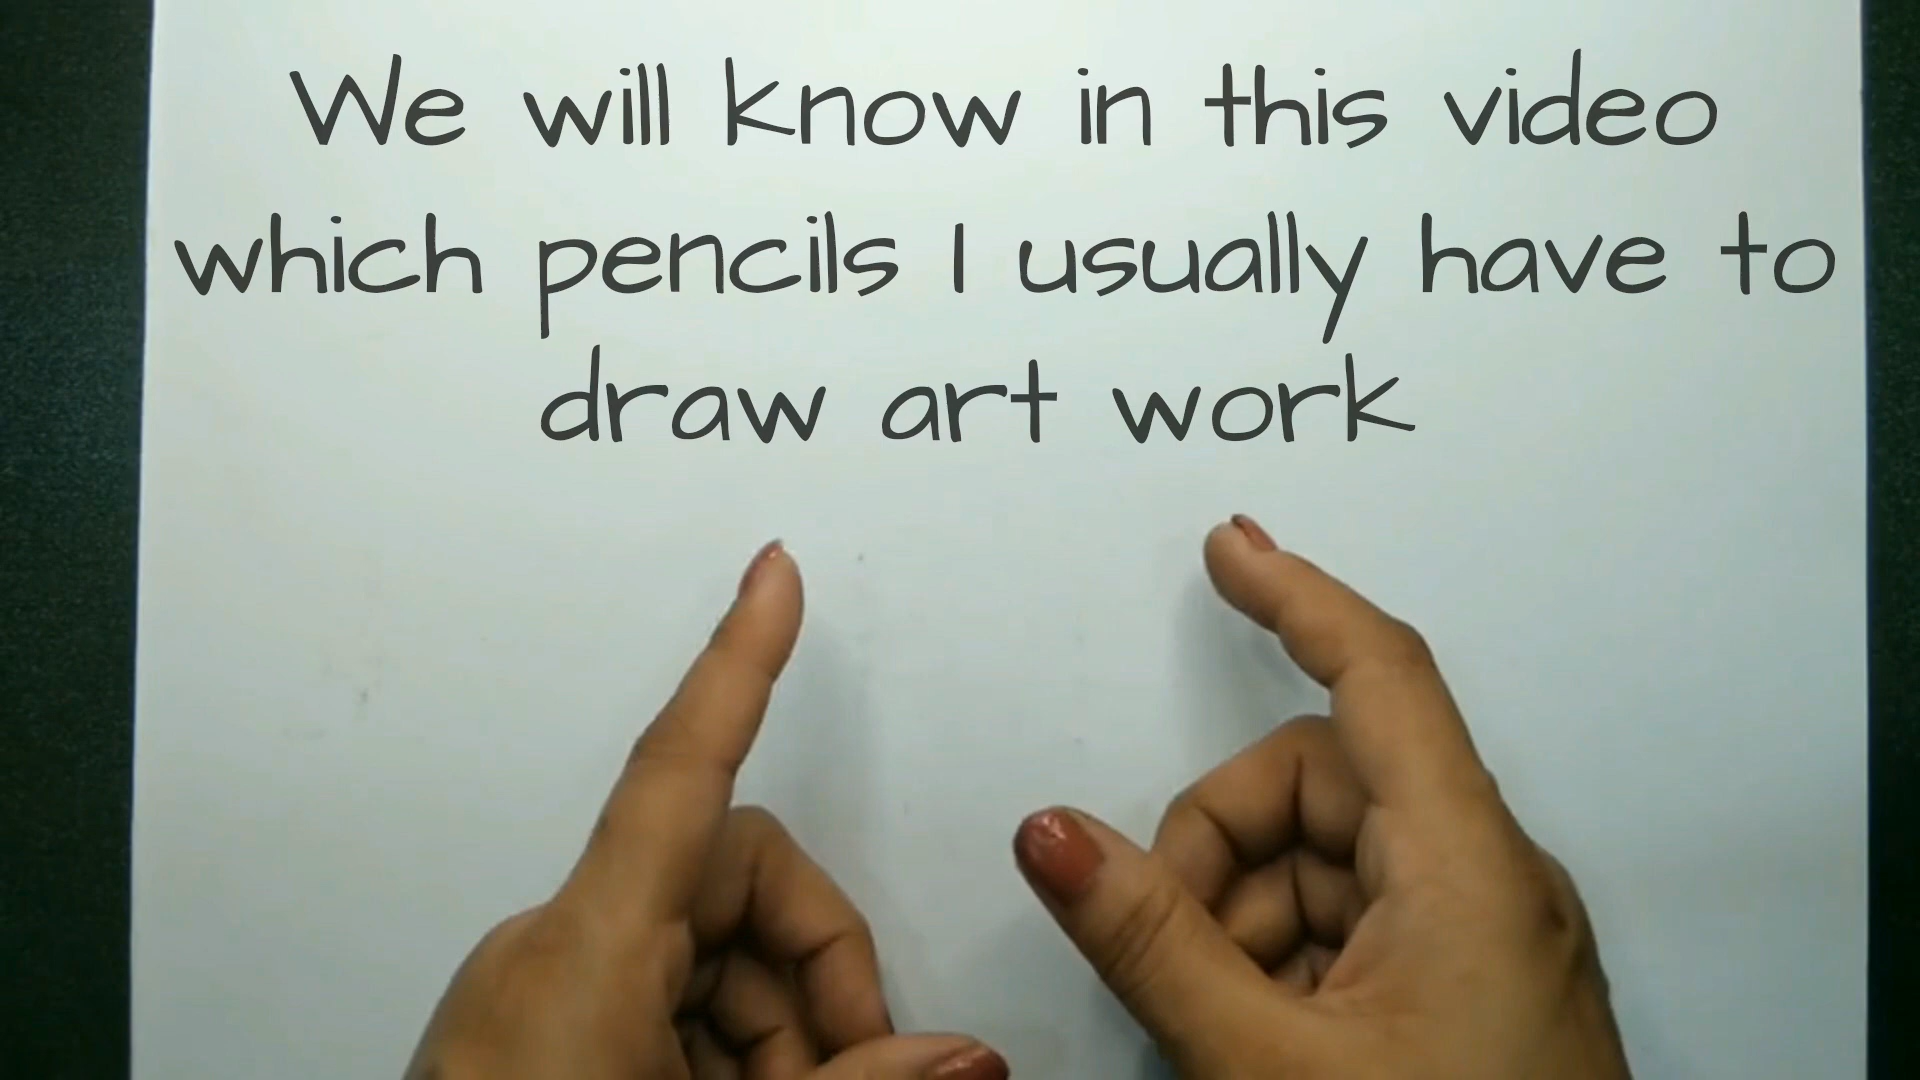 We will know in this video
which pencils I usually have to
draw art work